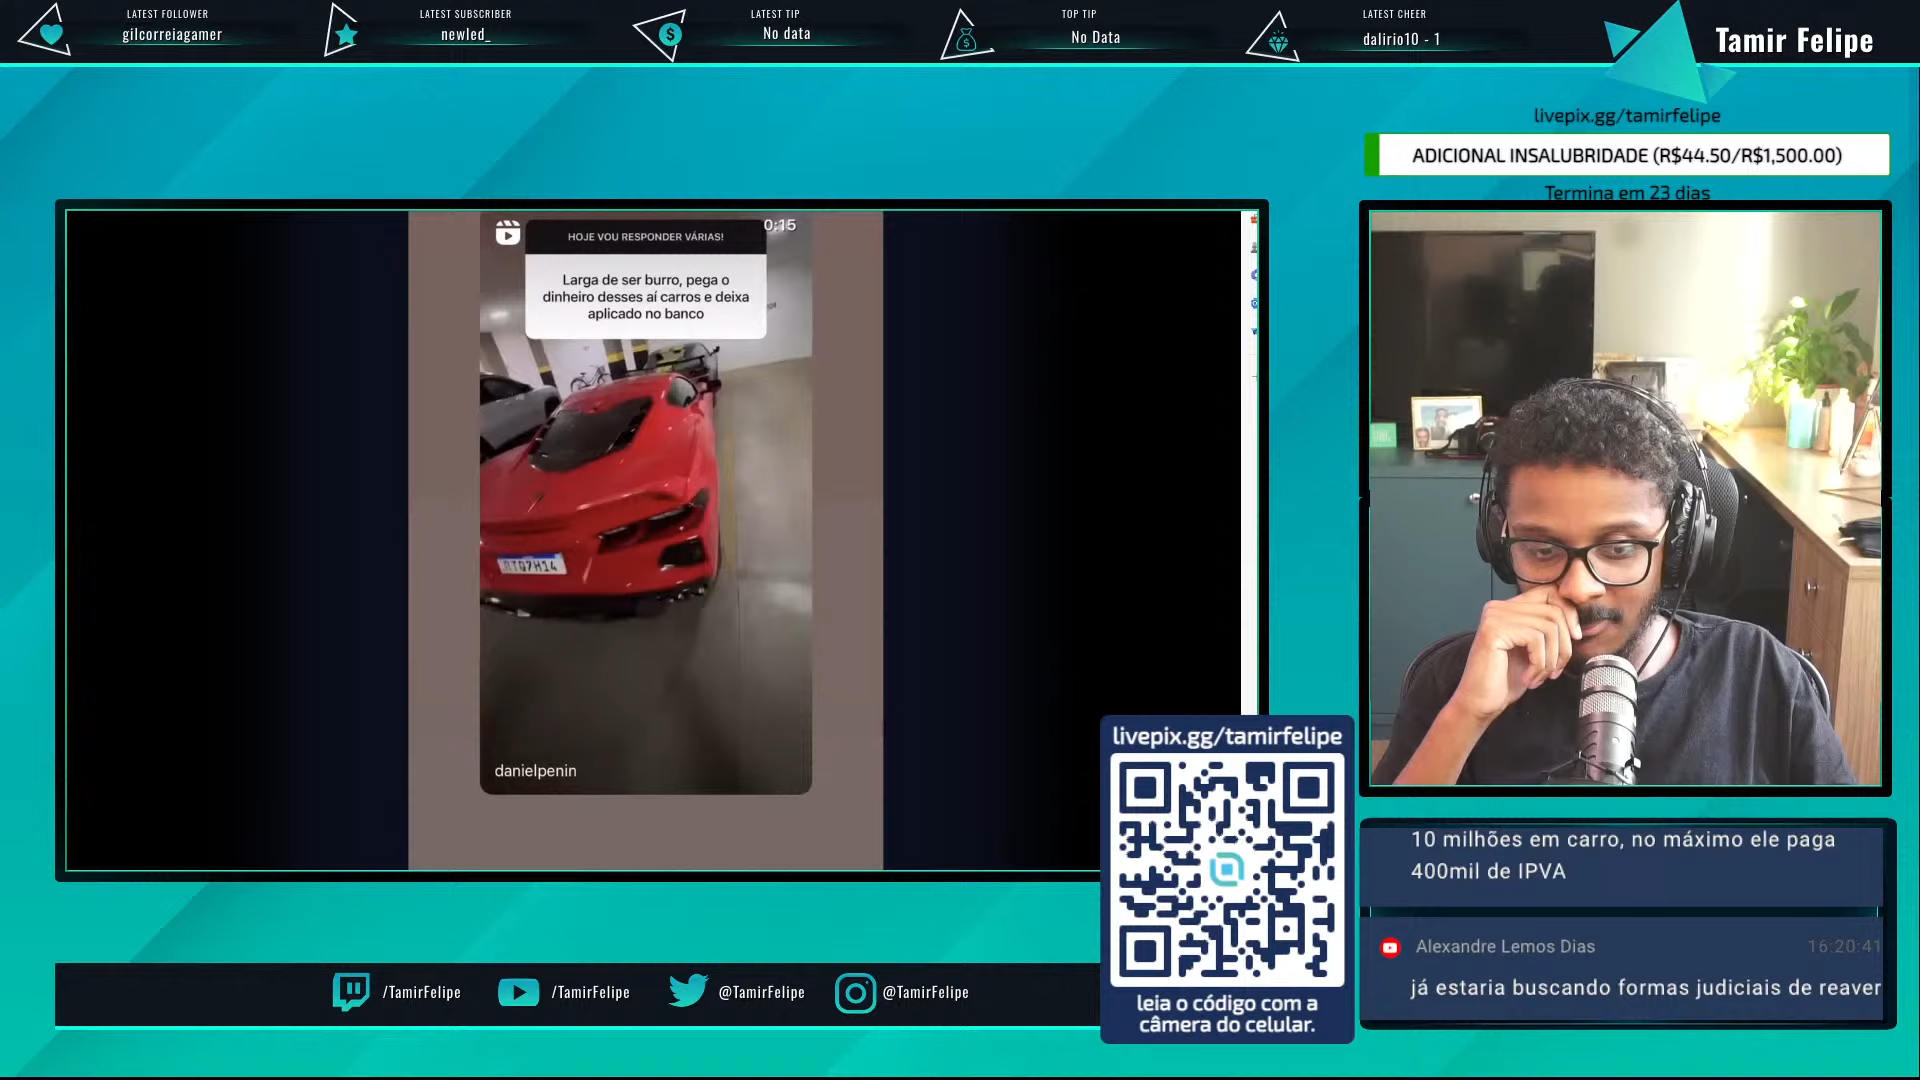 LATEST FOLLOWER
gilcorreiagamer
LATEST SUBSCRIBER
newled_
LATEST TIP
No data
TOP TIP
No Data
LATEST CHEER
dalirio10 - 1
Tamir Felipe
livepix.gg/tamirfelipe
ADICIONAL INSALUBRIDADE (R$44.50/R$1,500.00)
Termina em 23 dias
0:15
HOJE VOU RESPONDER VÁRIAS!
Larga de ser burro, pega o
dinheiro desses aí carros e deixa
aplicado no banco
RTQ7H14
danielpenin
livepix.gg/tamirfelipe
leia o código com a
câmera do celular.
10 milhões em carro, no máximo ele paga
400mil de IPVA
Alexandre Lemos Dias
16:20:41
já estaria buscando formas judiciais de reaver
/TamirFelipe
/TamirFelipe
@TamirFelipe
@TamirFelipe